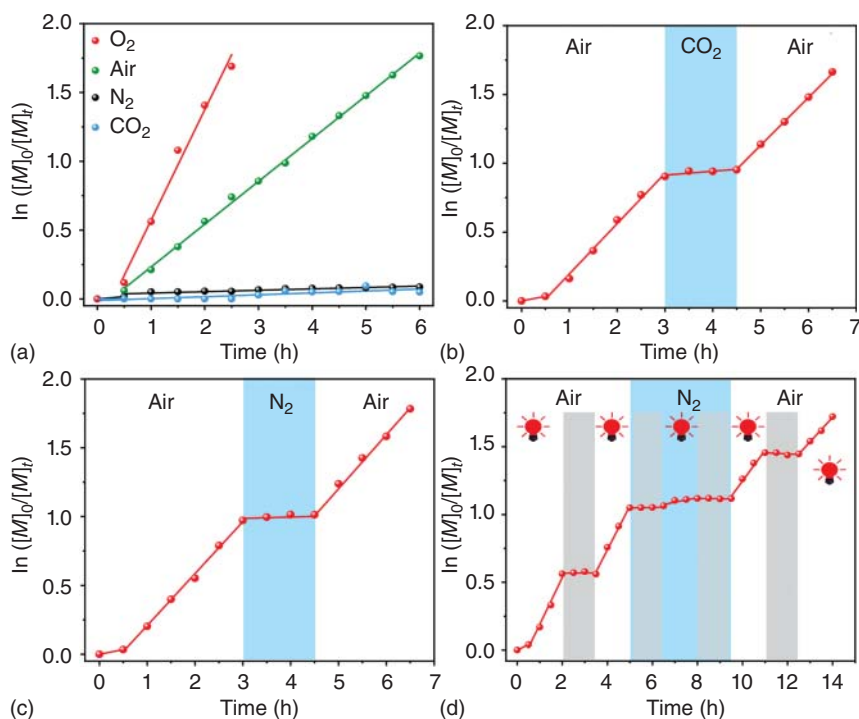 2.0
1.5
1.0
0.5
0.0
ln ([M]₀/[M]ₜ)
O₂
Air
N₂
CO₂
0 1 2 3 4 5 6
Time (h)
(a)
2.0
1.5
1.0
0.5
0.0
ln ([M]₀/[M]ₜ)
Air CO₂ Air
0 1 2 3 4 5 6 7
Time (h)
(b)
2.0
1.5
1.0
0.5
0.0
ln ([M]₀/[M]ₜ)
Air N₂ Air
0 1 2 3 4 5 6 7
Time (h)
(c)
2.0
1.5
1.0
0.5
0.0
ln ([M]₀/[M]ₜ)
Air N₂ Air
0 2 4 6 8 10 12 14
Time (h)
(d)